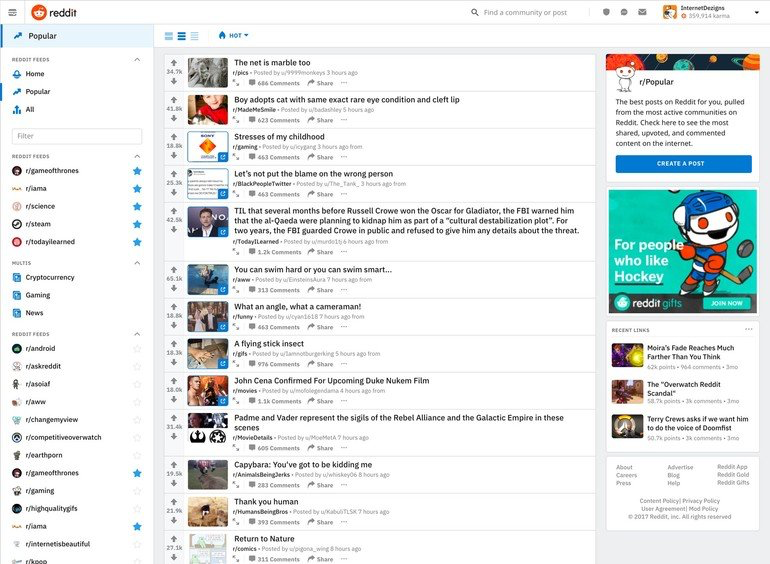 reddit
Find a community or post
InternetDezigns
359,914 karma
Popular
HOT
REDDIT FEEDS
Home
Popular
All
Filter
REDDIT FEEDS
r/gameofthrones
r/iama
r/science
r/steam
r/todayilearned
MULTIS
Cryptocurrency
Gaming
News
REDDIT FEEDS
r/android
r/askreddit
r/asoiaf
r/aww
r/changemyview
r/competitiveoverwatch
r/earthporn
r/gameofthrones
r/gaming
r/highqualitygifs
r/iama
r/internetisbeautiful
r/kpop
34.7k
The net is marble too
r/pics • Posted by u/9999monkeys 3 hours ago
686 Comments Share
41.8k
Boy adopts cat with same exact rare eye condition and cleft lip
r/MadeMeSmile • Posted by u/badashley 5 hours ago
623 Comments Share
18.8k
SONY
Stresses of my childhood
r/gaming • Posted by u/icygang 3 hours ago from
463 Comments Share
25.3k
Let's not put the blame on the wrong person
r/BlackPeopleTwitter • Posted by u/The_Tank_ 3 hours ago from
463 Comments Share
42.5k
TIL that several months before Russell Crowe won the Oscar for Gladiator, the FBI warned him
that the al-Qaeda were planning to kidnap him as part of a "cultural destabilization plot". For
two years, the FBI guarded Crowe in public and refused to give him any details about the threat.
r/TodayILearned • Posted by u/murdo1tj 6 hours ago from
1.2k Comments Share
65.1k
You can swim hard or you can swim smart...
r/aww • Posted by u/EinsteinsAura 7 hours ago
313 Comments Share
18.8k
What an angle, what a cameraman!
r/funny • Posted by u/cyan1618 7 hours ago from
463 Comments Share
18.3k
A flying stick insect
r/gifs • Posted by u/Iamnotburgerking 5 hours ago from
976 Comments Share
18.0k
John Cena Confirmed For Upcoming Duke Nukem Film
r/movies • Posted by u/nofolegendama 4 hours ago from
1.1k Comments Share
31.4k
Padme and Vader represent the sigils of the Rebel Alliance and the Galactic Empire in these
scenes
r/MovieDetails • Posted by u/MoeMetA 7 hours ago
605 Comments Share
19.5k
Capybara: You've got to be kidding me
r/AnimalsBeingJerks • Posted by u/whiskey06 8 hours ago
283 Comments Share
21.9k
Thank you human
r/HumansBeingBros • Posted by u/KabuliTLSK 7 hours ago
393 Comments Share
27.1k
Return to Nature
r/comics • Posted by u/pigona_wing 8 hours ago
311 Comments Share
r/Popular
The best posts on Reddit for you, pulled
from the most active communities on
Reddit. Check here to see the most
shared, upvoted, and commented
content on the internet.
CREATE A POST
For people
who like
Hockey
reddit gifts JOIN NOW
RECENT LINKS
Moira's Fade Reaches Much
Farther Than You Think
62k points • 964 comments • 3mo
The "Overwatch Reddit
Scandal"
58.7k points • 3k comments • 3mo
Terry Crews asks if we want him
to do the voice of Doomfist
50.7k points • 3k comments • 3mo
About Advertise Reddit App
Careers Blog Reddit Gold
Press Help Reddit Gifts
Content Policy| Privacy Policy
User Agreement| Mod Policy
© 2017 Reddit, inc. All rights reserved